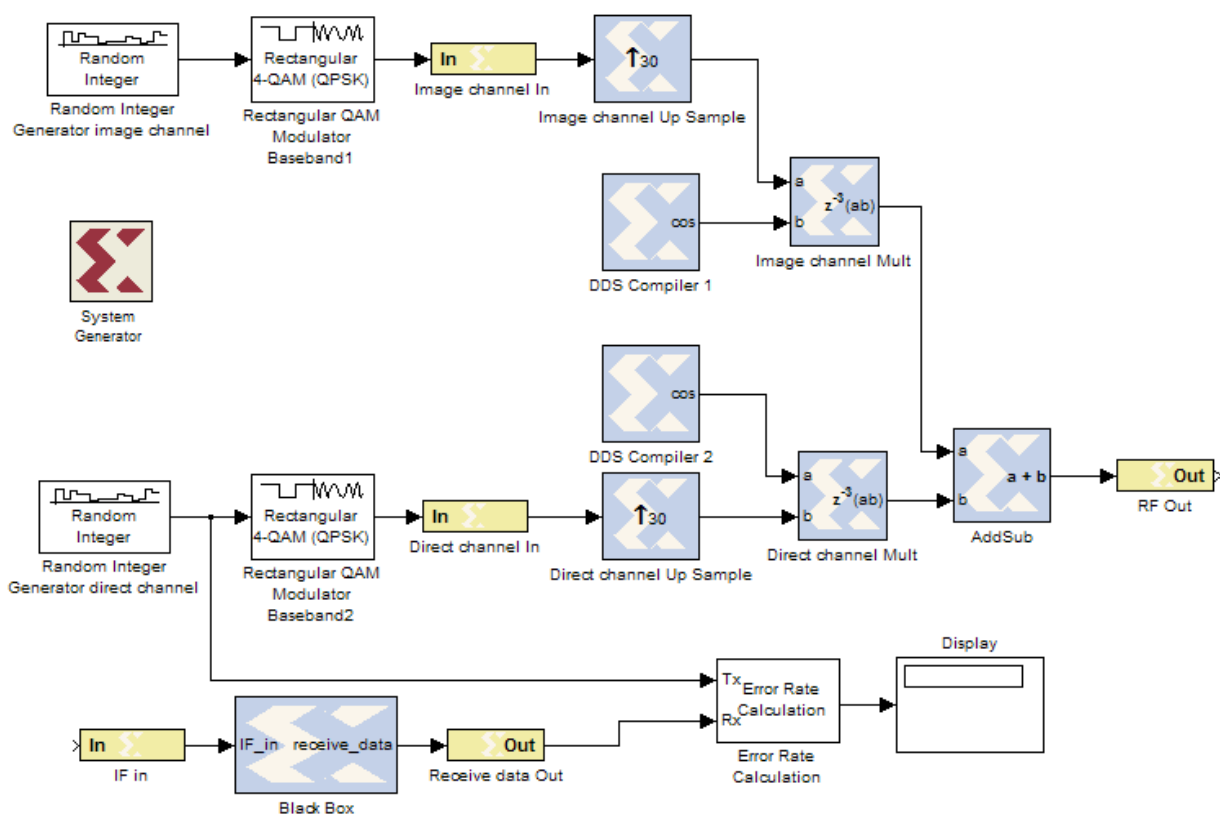 Random
Integer
Random Integer
Generator image channel
Rectangular
4-QAM (QPSK)
Rectangular QAM
Modulator
Baseband1
In
Image channel In
↑30
Image channel Up Sample
cos
DDS Compiler 1
a
b
z⁻³(ab)
Image channel Mult
System
Generator
cos
DDS Compiler 2
Random
Integer
Random Integer
Generator direct channel
Rectangular
4-QAM (QPSK)
Rectangular QAM
Modulator
Baseband2
In
Direct channel In
↑30
Direct channel Up Sample
a
b
z⁻³(ab)
Direct channel Mult
a
b
a + b
AddSub
Out
RF Out
In
IF in
IF_in
receive_data
Black Box
Out
Receive data Out
Tx
Rx
Error Rate
Calculation
Error Rate
Calculation
Display